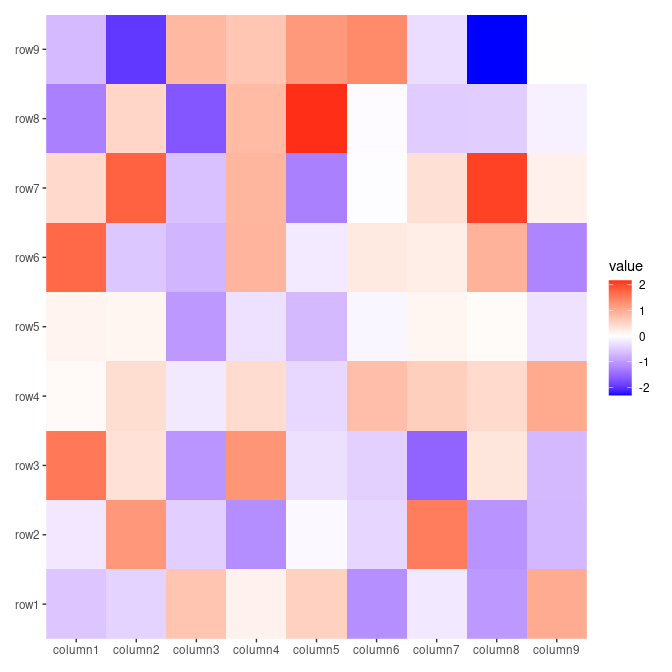 row9
row8
row7
row6
row5
row4
row3
row2
row1
column1 column2 column3 column4 column5 column6 column7 column8 column9
value
2
1
0
-1
-2